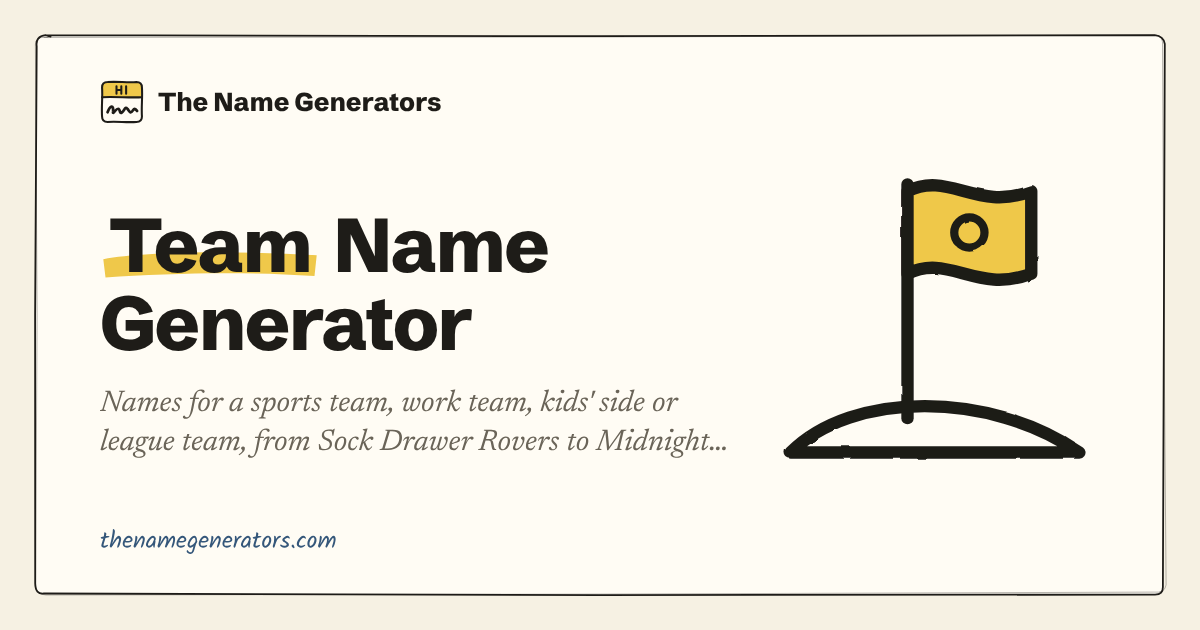 HI
The Name Generators
Team Name
Generator
Names for a sports team, work team, kids' side or
league team, from Sock Drawer Rovers to Midnight...
thenamegenerators.com